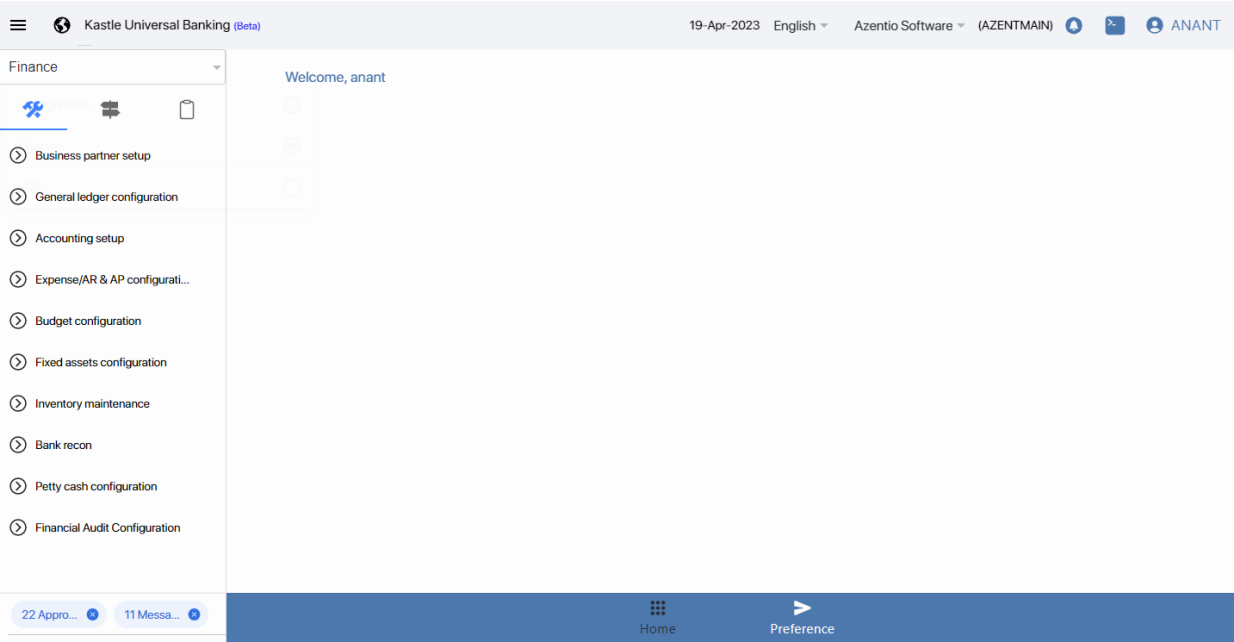 Kastle Universal Banking (Beta)
19-Apr-2023 English Azentio Software (AZENTMAIN) ANANT
Finance
Welcome, anant
Business partner setup
General ledger configuration
Accounting setup
Expense/AR & AP configurati...
Budget configuration
Fixed assets configuration
Inventory maintenance
Bank recon
Petty cash configuration
Financial Audit Configuration
22 Appro... 11 Messa...
Home Preference